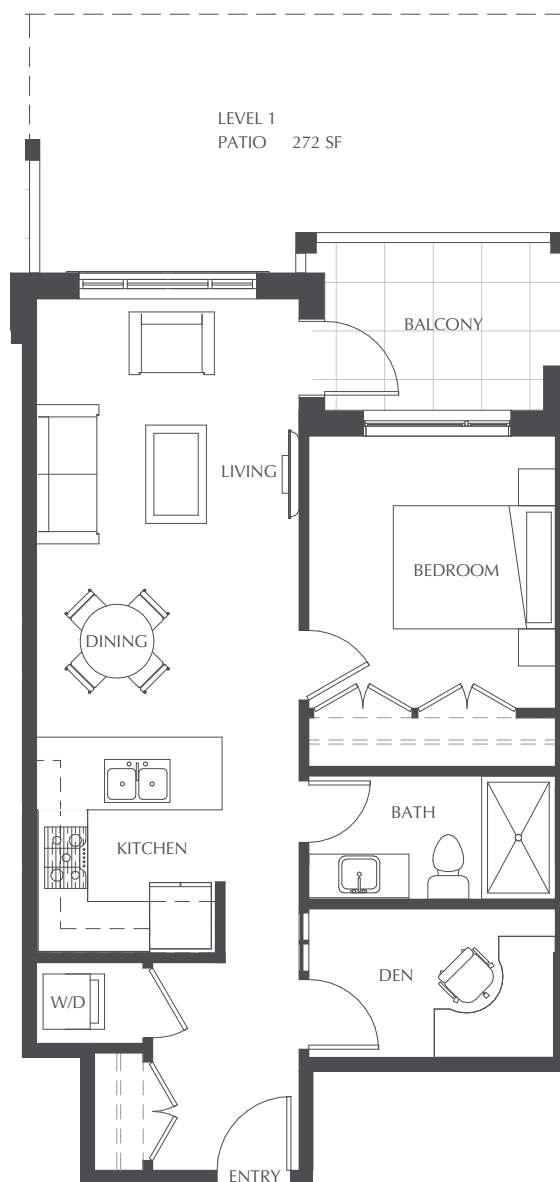 LEVEL 1
PATIO 272 SF
BALCONY
LIVING
BEDROOM
DINING
BATH
KITCHEN
DEN
W/D
ENTRY